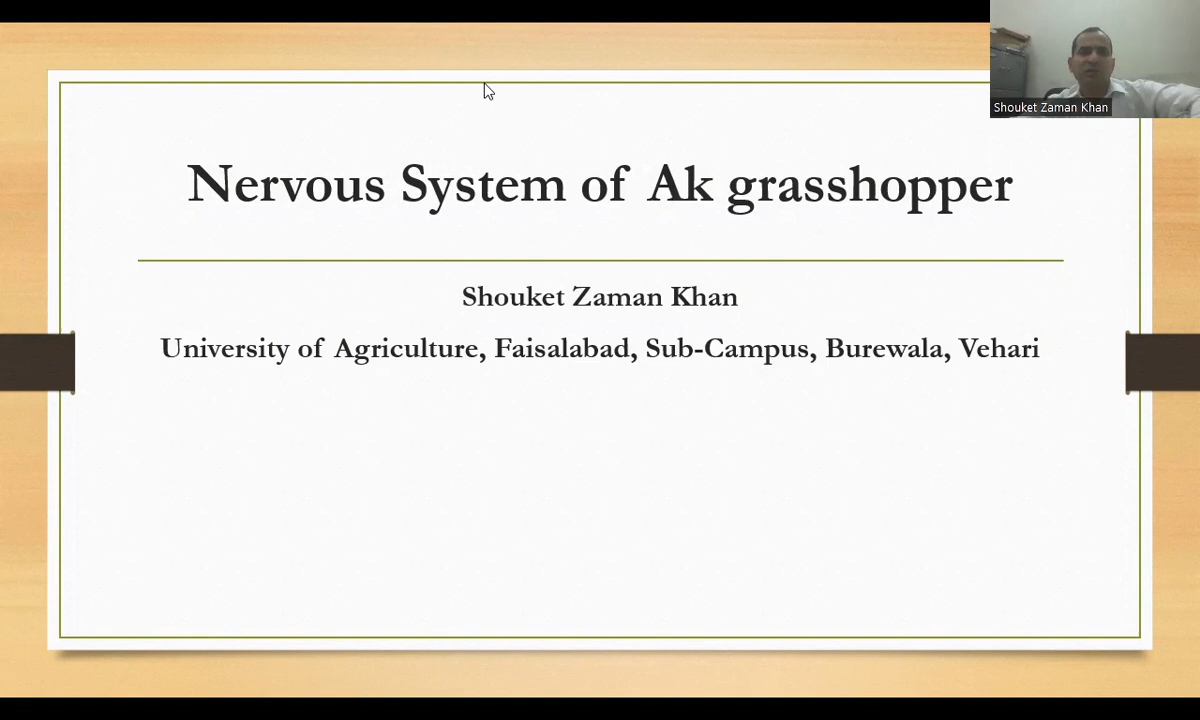 Shouket Zaman Khan
Nervous System of Ak grasshopper
Shouket Zaman Khan
University of Agriculture, Faisalabad, Sub-Campus, Burewala, Vehari